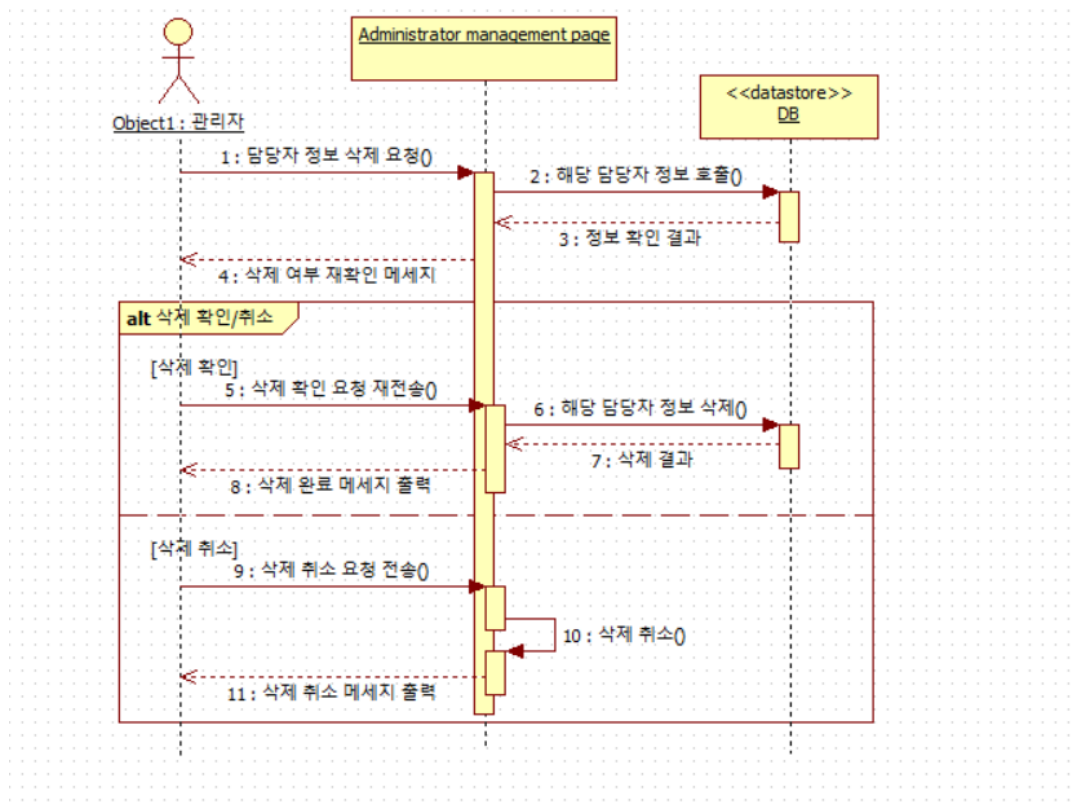 Administrator management page
<<datastore>>
DB
Object1 : 관리자
1 : 담당자 정보 삭제 요청()
2 : 해당 담당자 정보 호출()
3 : 정보 확인 결과
4 : 삭제 여부 재확인 메세지
alt 삭제 확인/취소
[삭제 확인]
5 : 삭제 확인 요청 재전송()
6 : 해당 담당자 정보 삭제()
7 : 삭제 결과
8 : 삭제 완료 메세지 출력
[삭제 취소]
9 : 삭제 취소 요청 전송()
10 : 삭제 취소()
11 : 삭제 취소 메세지 출력